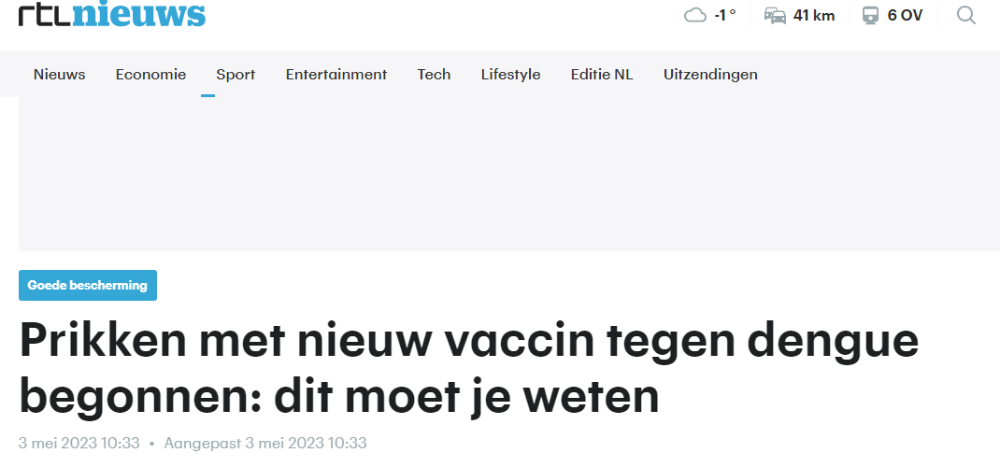 rtlnieuws
-1° 41 km 6 OV
Nieuws Economie Sport Entertainment Tech Lifestyle Editie NL Uitzendingen
Goede bescherming
Prikken met nieuw vaccin tegen dengue
begonnen: dit moet je weten
3 mei 2023 10:33 • Aangepast 3 mei 2023 10:33